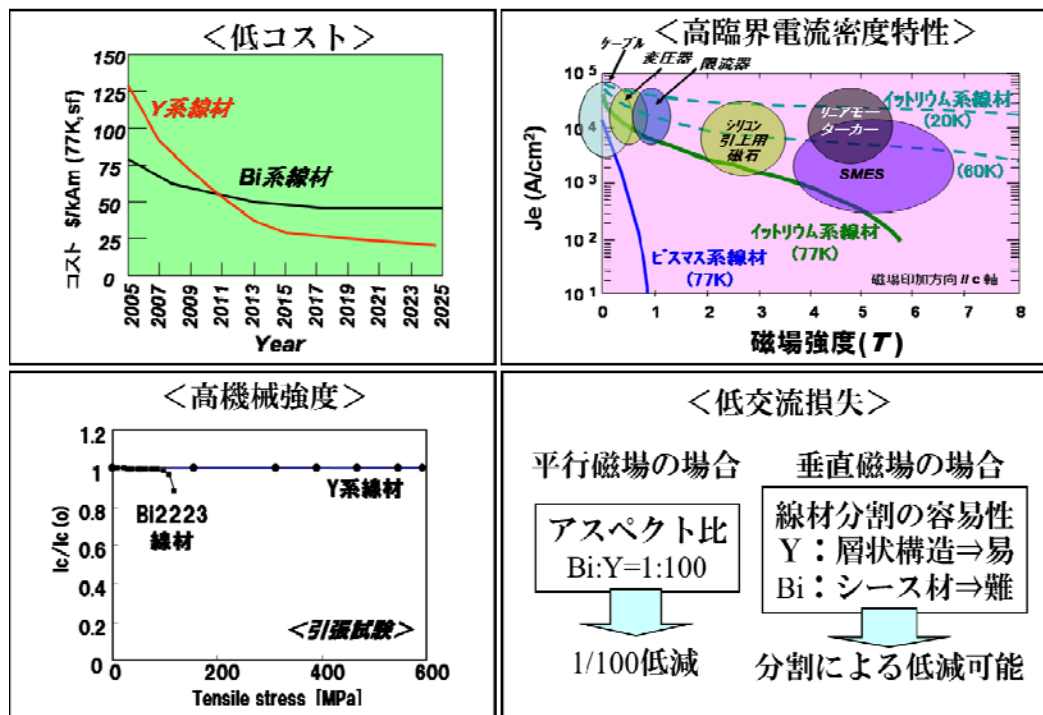 ＜低コスト＞
コスト $/kAm (77K,sf)
150
125
100
75
50
25
0
Y系線材
Bi系線材
2005
2007
2009
2011
2013
2015
2017
2019
2021
2023
2025
Year
＜高臨界電流密度特性＞
ケーブル
変圧器
限流器
Je (A/cm²)
10⁵
10⁴
10³
10²
10¹
イットリウム系線材
(20K)
シリコン
引上用
磁石
リニアモー
ターカー
(60K)
SMES
イットリウム系線材
(77K)
ビスマス系線材
(77K)
磁場印加方向 // c 軸
0
1
2
3
4
5
6
7
8
磁場強度(T)
＜高機械強度＞
Ic/Ic(o)
1.2
1
0.8
0.6
0.4
0.2
0
Y系線材
Bi2223
線材
＜引張試験＞
0
100
200
300
400
500
600
Tensile stress [MPa]
＜低交流損失＞
平行磁場の場合
アスペクト比
Bi:Y=1:100
1/100低減
垂直磁場の場合
線材分割の容易性
Y：層状構造⇒易
Bi：シース材⇒難
分割による低減可能